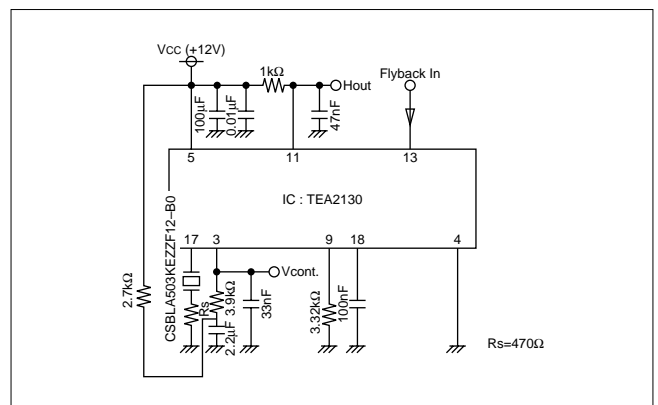 VCC (+12V)
1kΩ
Flyback In
Hout
100μF
0.01μF
47nF
5
11
13
IC : TEA2130
CSBLA503KEZZF12–B0
17
3
9
18
4
Vcont.
2.7kΩ
Rs
3.9kΩ
33nF
3.32kΩ
100nF
2.2μF
Rs=470Ω